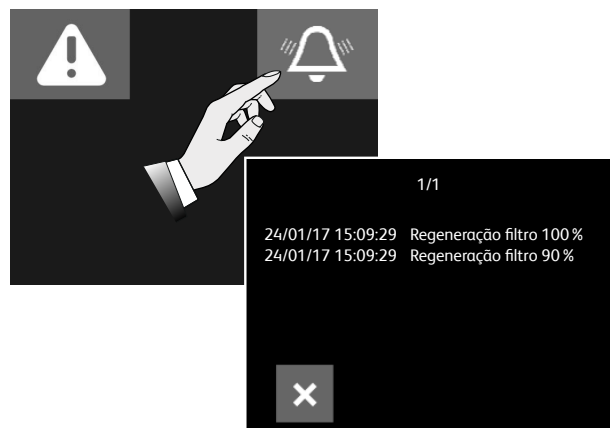 1/1
24/01/17 15:09:29 Regeneração filtro 100 %
24/01/17 15:09:29 Regeneração filtro 90 %